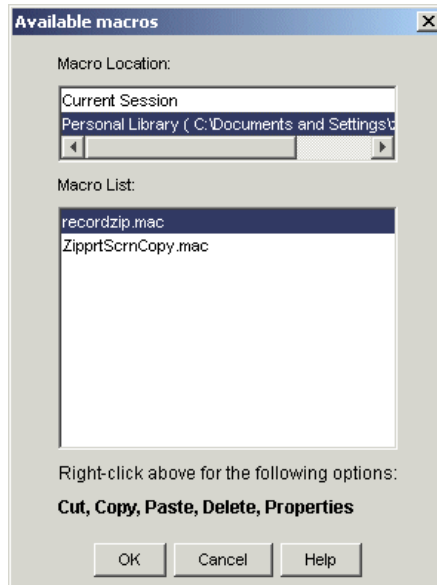 Available macros
Macro Location:
Current Session
Personal Library ( C:\Documents and Settings\
Macro List:
recordzip.mac
ZipprtScrnCopy.mac
Right-click above for the following options:
Cut, Copy, Paste, Delete, Properties
OK Cancel Help